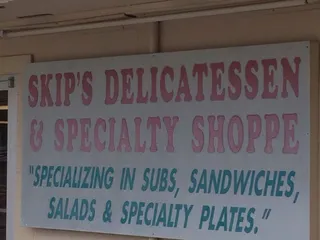 SKIP'S DELICATESSEN
& SPECIALTY SHOPPE
"SPECIALIZING IN SUBS, SANDWICHES,
SALADS & SPECIALTY PLATES."